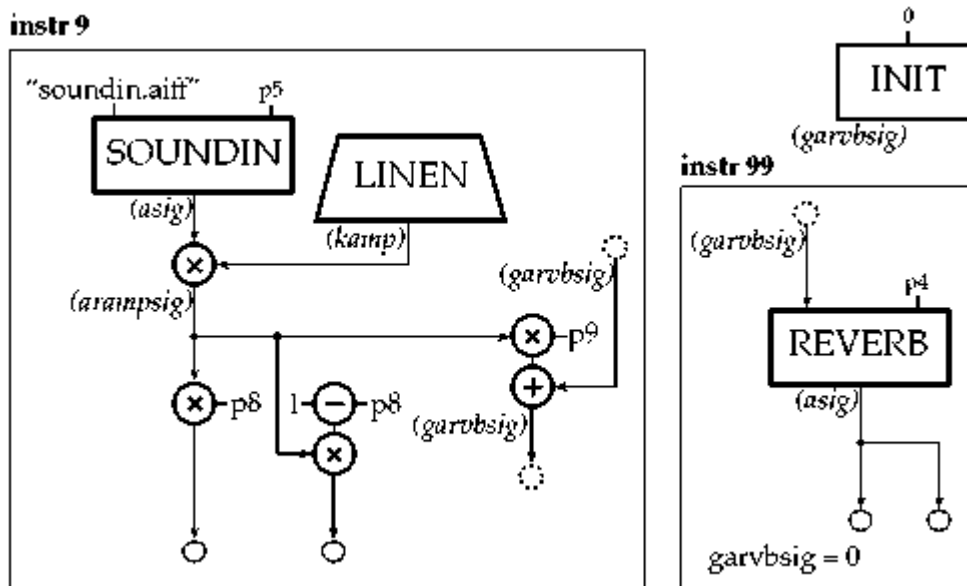 instr 9
"soundin.aiff"
p5
SOUNDIN
LINEN
(asig)
(kamp)
×
(arampsig)
(garvbsig)
×
p9
+
(garvbsig)
×
p8
1
−
p8
×
0
INIT
(garvbsig)
instr 99
(garvbsig)
p4
REVERB
(asig)
garvbsig = 0